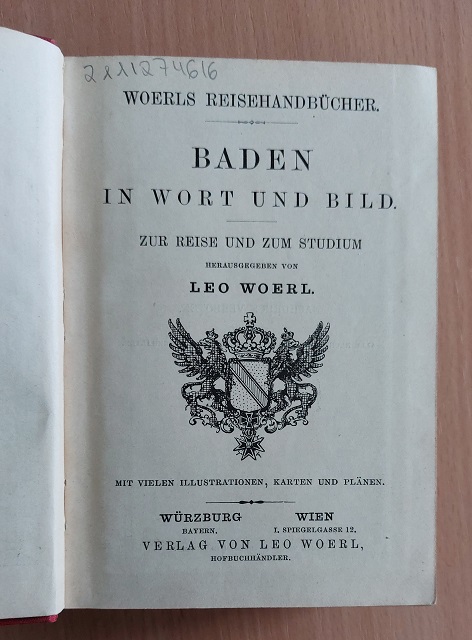 2111274616
WOERLS REISEHANDBÜCHER.
BADEN
IN WORT UND BILD.
ZUR REISE UND ZUM STUDIUM
HERAUSGEGEBEN VON
LEO WOERL.
MIT VIELEN ILLUSTRATIONEN, KARTEN UND PLÄNEN.
WÜRZBURG WIEN
BAYERN. I. SPIEGELGASSE 12.
VERLAG VON LEO WOERL,
HOFBUCHHÄNDLER.